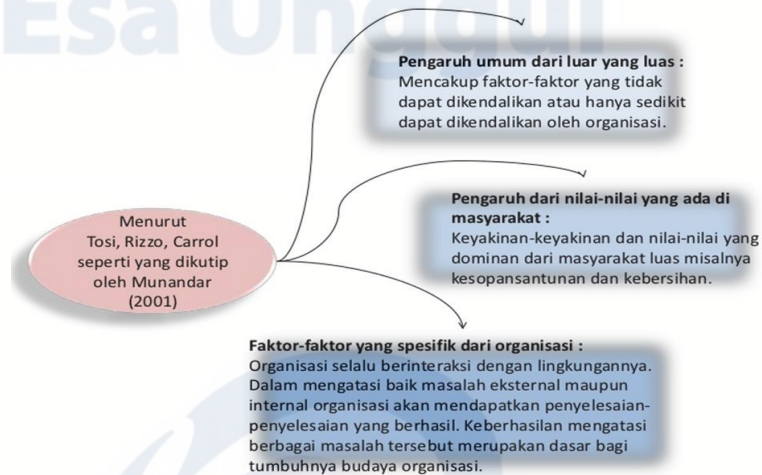 Esa Unggul
Pengaruh umum dari luar yang luas :
Mencakup faktor-faktor yang tidak
dapat dikendalikan atau hanya sedikit
dapat dikendalikan oleh organisasi.
Pengaruh dari nilai-nilai yang ada di
masyarakat :
Keyakinan-keyakinan dan nilai-nilai yang
dominan dari masyarakat luas misalnya
kesopansantunan dan kebersihan.
Menurut
Tosi, Rizzo, Carrol
seperti yang dikutip
oleh Munandar
(2001)
Faktor-faktor yang spesifik dari organisasi :
Organisasi selalu berinteraksi dengan lingkungannya.
Dalam mengatasi baik masalah eksternal maupun
internal organisasi akan mendapatkan penyelesaian-
penyelesaian yang berhasil. Keberhasilan mengatasi
berbagai masalah tersebut merupakan dasar bagi
tumbuhnya budaya organisasi.